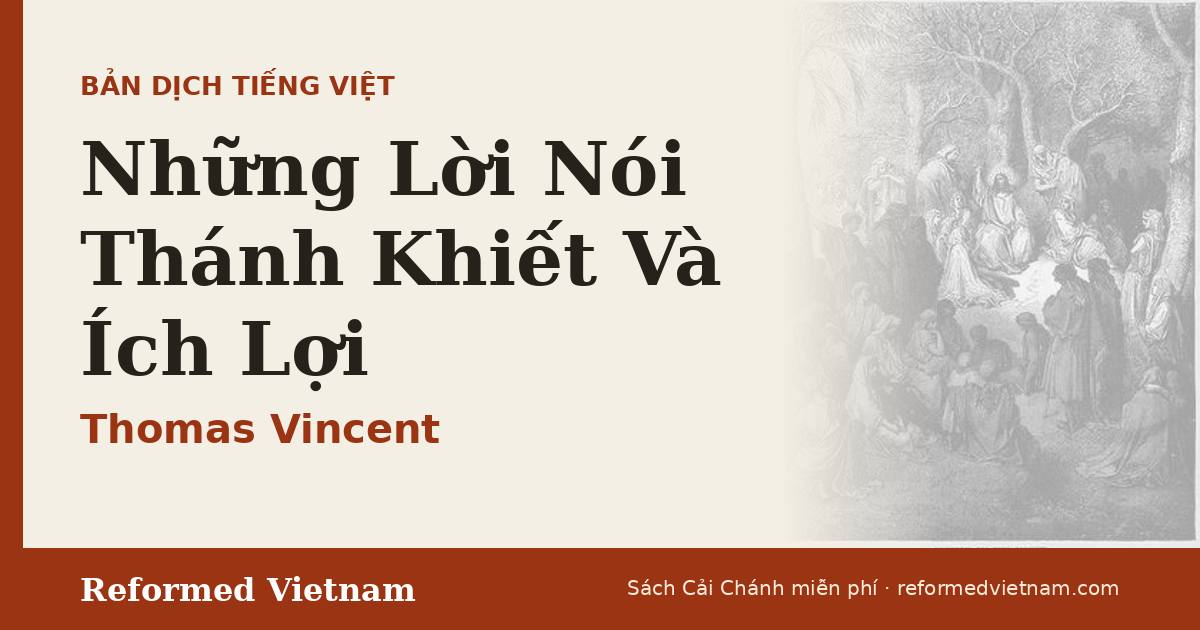 BẢN DỊCH TIẾNG VIỆT
Những Lời Nói
Thánh Khiết Và
Ích Lợi
Thomas Vincent
Reformed Vietnam
Sách Cải Chánh miễn phí · reformedvietnam.com